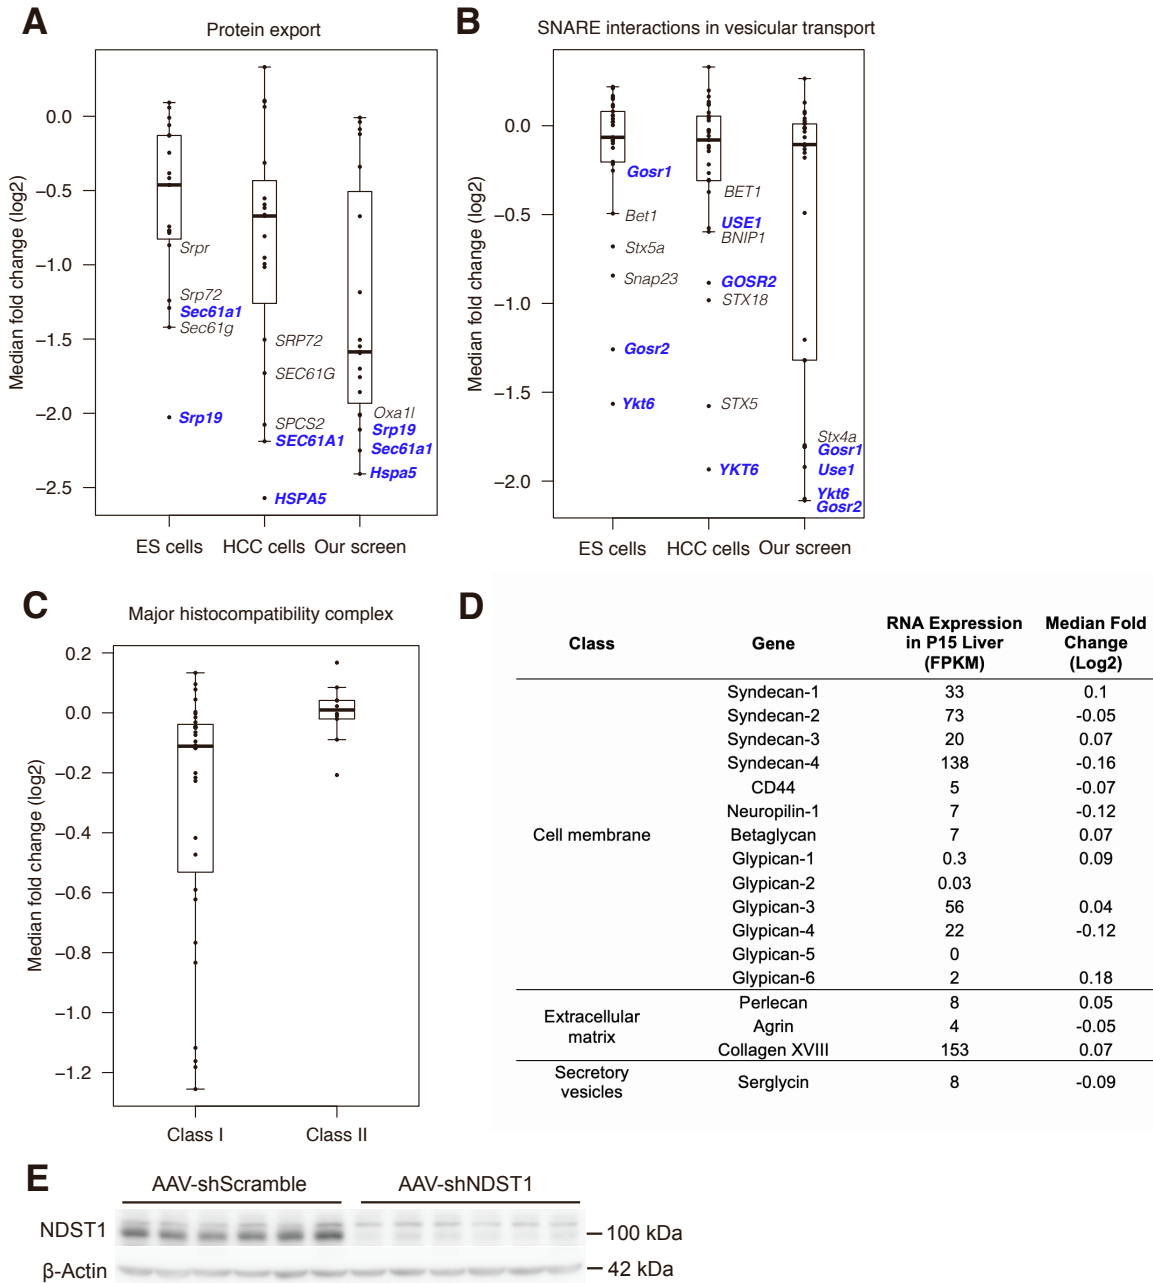 A
Protein export
Median fold change (log2)
0.0
−0.5
−1.0
−1.5
−2.0
−2.5
Srpr
Srp72
Sec61a1
Sec61g
Srp19
SRP72
SEC61G
SPCS2
SEC61A1
HSPA5
Oxa1l
Srp19
Sec61a1
Hspa5
ES cells HCC cells Our screen
B
SNARE interactions in vesicular transport
Median fold change (log2)
0.0
−0.5
−1.0
−1.5
−2.0
Gosr1
Bet1
Stx5a
Snap23
Gosr2
Ykt6
BET1
USE1
BNIP1
GOSR2
STX18
STX5
YKT6
Stx4a
Gosr1
Use1
Ykt6
Gosr2
ES cells HCC cells Our screen
C
Major histocompatibility complex
Median fold change (log2)
0.2
0.0
−0.2
−0.4
−0.6
−0.8
−1.0
−1.2
Class I Class II
D
Class Gene RNA Expression in P15 Liver (FPKM) Median Fold Change (Log2)
Syndecan-1 33 0.1
Syndecan-2 73 -0.05
Syndecan-3 20 0.07
Syndecan-4 138 -0.16
CD44 5 -0.07
Neuropilin-1 7 -0.12
Cell membrane Betaglycan 7 0.07
Glypican-1 0.3 0.09
Glypican-2 0.03
Glypican-3 56 0.04
Glypican-4 22 -0.12
Glypican-5 0
Glypican-6 2 0.18
Extracellular matrix
Perlecan 8 0.05
Agrin 4 -0.05
Collagen XVIII 153 0.07
Secretory vesicles Serglycin 8 -0.09
E
AAV-shScramble AAV-shNDST1
NDST1 100 kDa
β-Actin 42 kDa